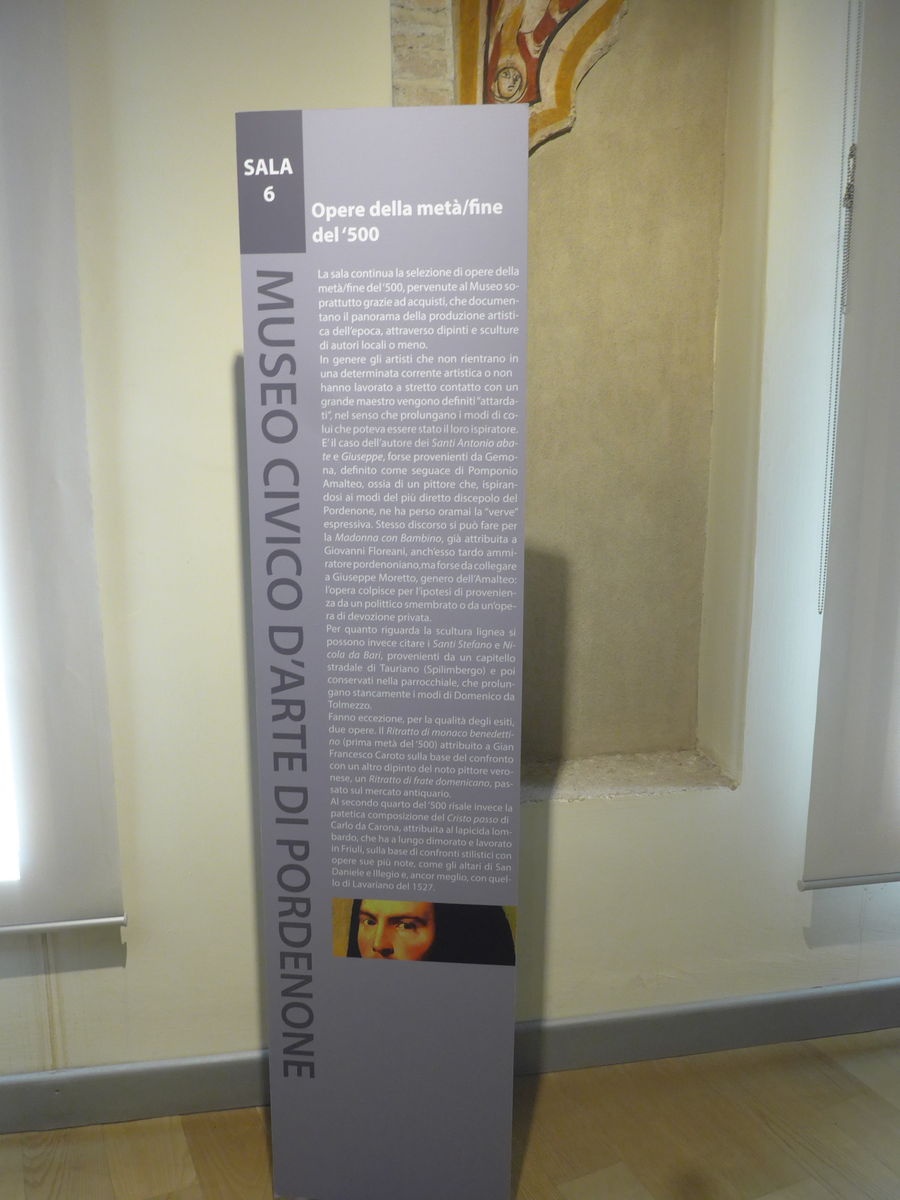 SALA
6
Opere della metà/fine
del ‘500
MUSEO CIVICO D’ARTE DI PORDENONE
La sala continua la selezione di opere della
metà/fine del ‘500, pervenute al Museo so-
prattutto grazie ad acquisti, che documen-
tano il panorama della produzione artisti-
ca dell’epoca, attraverso dipinti e sculture
di autori locali o meno.
In genere gli artisti che non rientrano in
una determinata corrente artistica o non
hanno lavorato a stretto contatto con un
grande maestro vengono definiti “attarda-
ti”, nel senso che prolungano i modi di co-
lui che poteva essere stato il loro ispiratore.
E’ il caso dell’autore dei Santi Antonio aba-
te e Giuseppe, forse provenienti da Gemo-
na, definito come seguace di Pomponio
Amalteo, ossia di un pittore che, ispiran-
dosi ai modi del più diretto discepolo del
Pordenone, ne ha perso oramai la “verve”
espressiva. Stesso discorso si può fare per
la Madonna con Bambino, già attribuita a
Giovanni Floreani, anch’esso tardo ammi-
ratore pordenoniano,ma forse da collegare
a Giuseppe Moretto, genero dell’Amalteo:
l’opera colpisce per l’ipotesi di provenien-
za da un polittico smembrato o da un’ope-
ra di devozione privata.
Per quanto riguarda la scultura lignea si
possono invece citare i Santi Stefano e Ni-
cola da Bari, provenienti da un capitello
stradale di Tauriano (Spilimbergo) e poi
conservati nella parrocchiale, che prolun-
gano stancamente i modi di Domenico da
Tolmezzo.
Fanno eccezione, per la qualità degli esiti,
due opere. Il Ritratto di monaco benedetti-
no (prima metà del ‘500) attribuito a Gian
Francesco Caroto sulla base del confronto
con un altro dipinto del noto pittore vero-
nese, un Ritratto di frate domenicano, pas-
sato sul mercato antiquario.
Al secondo quarto del ‘500 risale invece la
patetica composizione del Cristo passo di
Carlo da Carona, attribuita al lapicida lom-
bardo, che ha a lungo dimorato e lavorato
in Friuli, sulla base di confronti stilistici con
opere sue più note, come gli altari di San
Daniele e Illegio e, ancor meglio, con quel-
lo di Lavariano del 1527.